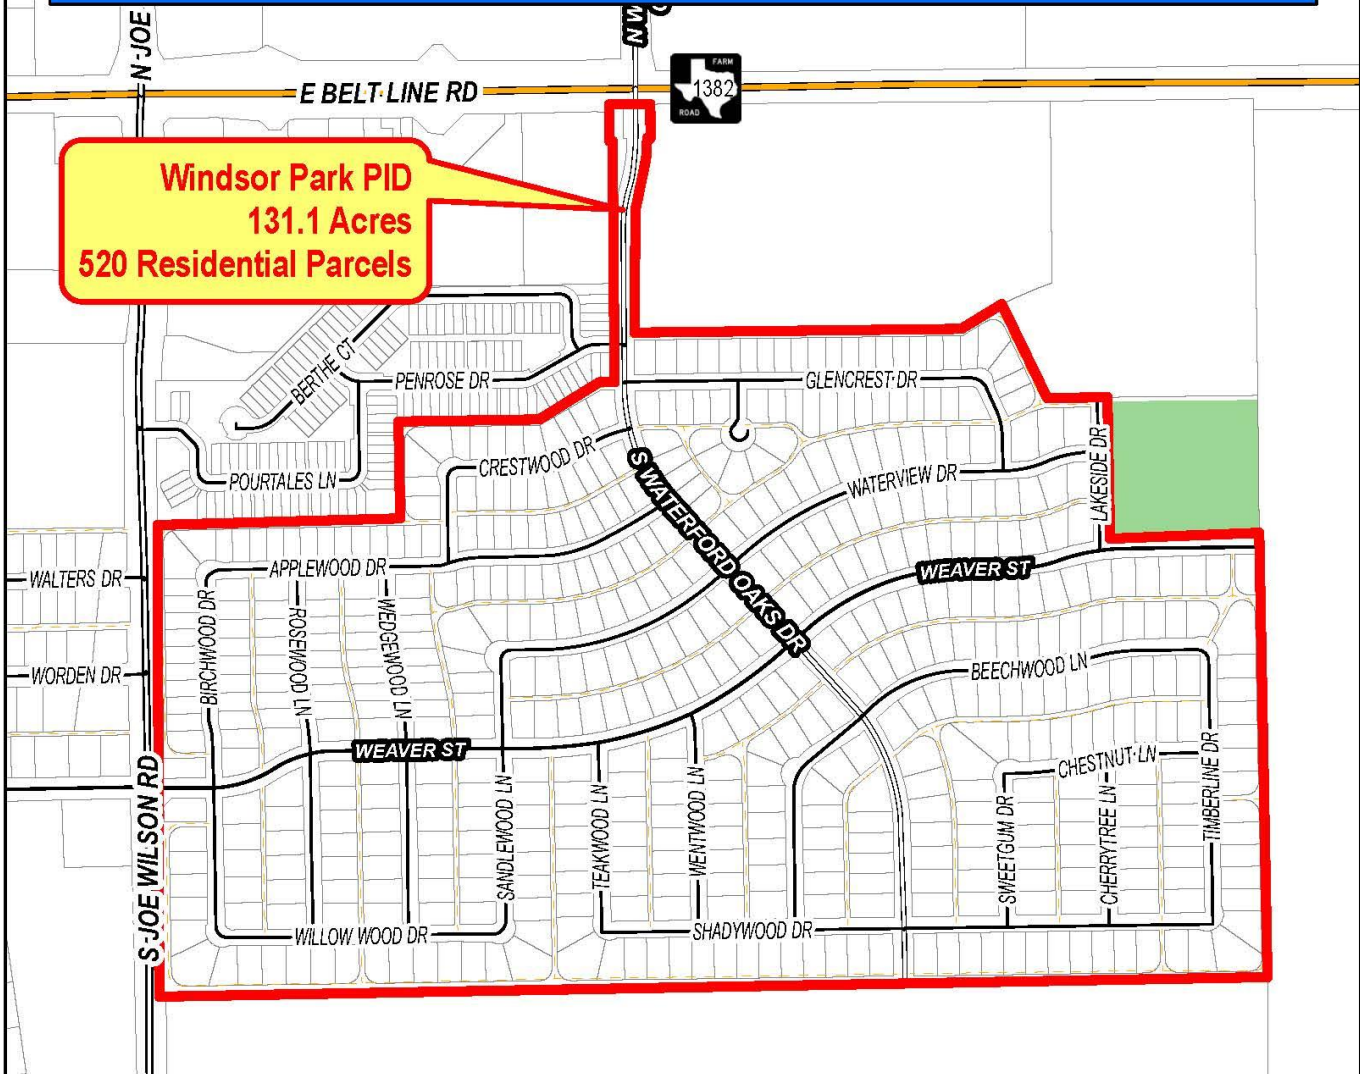 N JOE
N W
E BELT LINE RD
FARM
1382
ROAD
Windsor Park PID
131.1 Acres
520 Residential Parcels
BERTHE CT
PENROSE DR
GLENCREST DR
CRESTWOOD DR
POURTALES LN
WATERVIEW DR
LAKESIDE DR
S WATERFORD OAKS DR
WALTERS DR
APPLEWOOD DR
WEAVER ST
BIRCHWOOD DR
ROSEWOOD LN
WEDGEWOOD LN
WORDEN DR
BEECHWOOD LN
WEAVER ST
CHESTNUT LN
S JOE WILSON RD
SANDLEWOOD LN
TEAKWOOD LN
WENTWOOD LN
SWEETGUM DR
CHERRYTREE LN
TIMBERLINE DR
WILLOW WOOD DR
SHADYWOOD DR